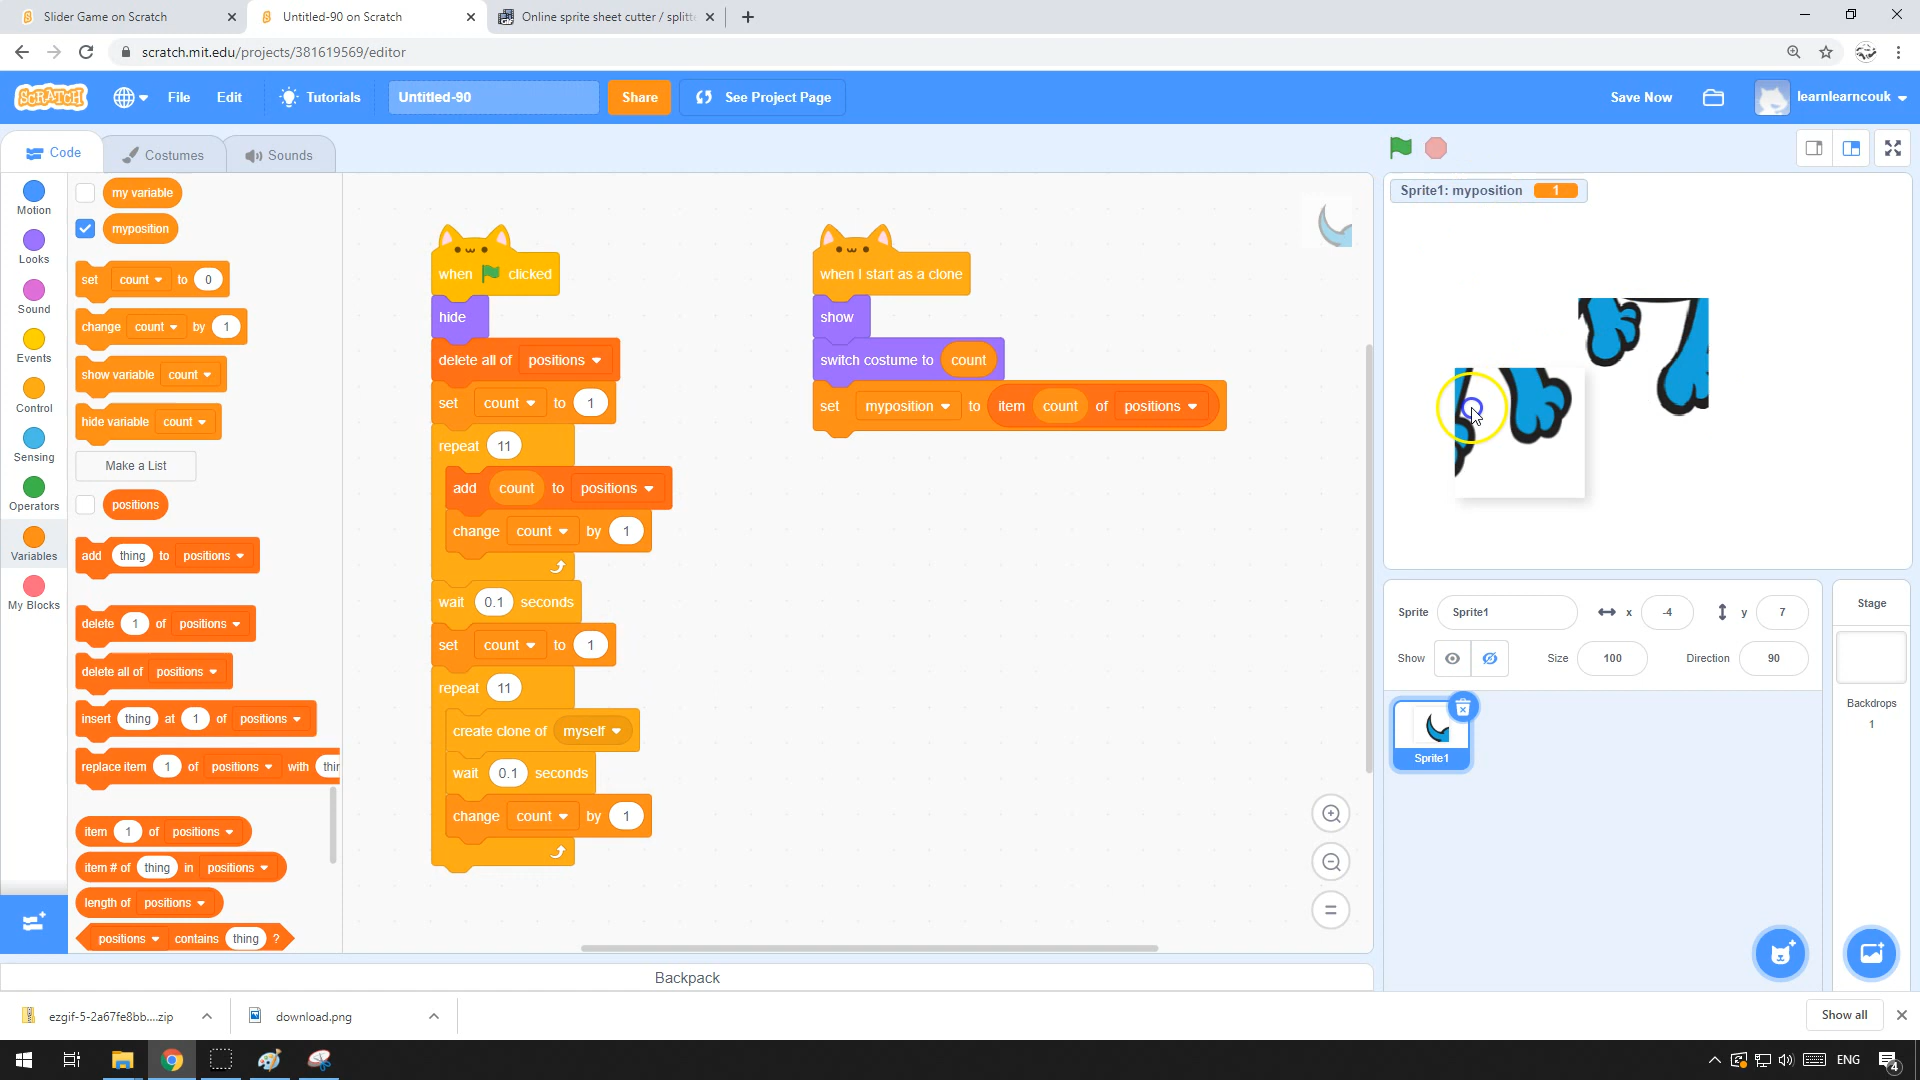 Slider Game on Scratch
Untitled-90 on Scratch
Online sprite sheet cutter / splitte
scratch.mit.edu/projects/381619569/editor
SCRATCH
File
Edit
Tutorials
Untitled-90
Share
See Project Page
Save Now
learnlearncouk
Code
Costumes
Sounds
Motion
Looks
Sound
Events
Control
Sensing
Operators
Variables
My Blocks
my variable
myposition
set count to 0
change count by 1
show variable count
hide variable count
Make a List
positions
add thing to positions
delete 1 of positions
delete all of positions
insert thing at 1 of positions
replace item 1 of positions with thin
item 1 of positions
item # of thing in positions
length of positions
positions contains thing ?
when clicked
hide
delete all of positions
set count to 1
repeat 11
add count to positions
change count by 1
wait 0.1 seconds
set count to 1
repeat 11
create clone of myself
wait 0.1 seconds
change count by 1
when I start as a clone
show
switch costume to count
set myposition to item count of positions
Sprite1: myposition 1
Sprite Sprite1 x -4 y 7
Show Size 100 Direction 90
Sprite1
Stage
Backdrops
1
Backpack
ezgif-5-2a67fe8bb....zip
download.png
Show all
ENG
4